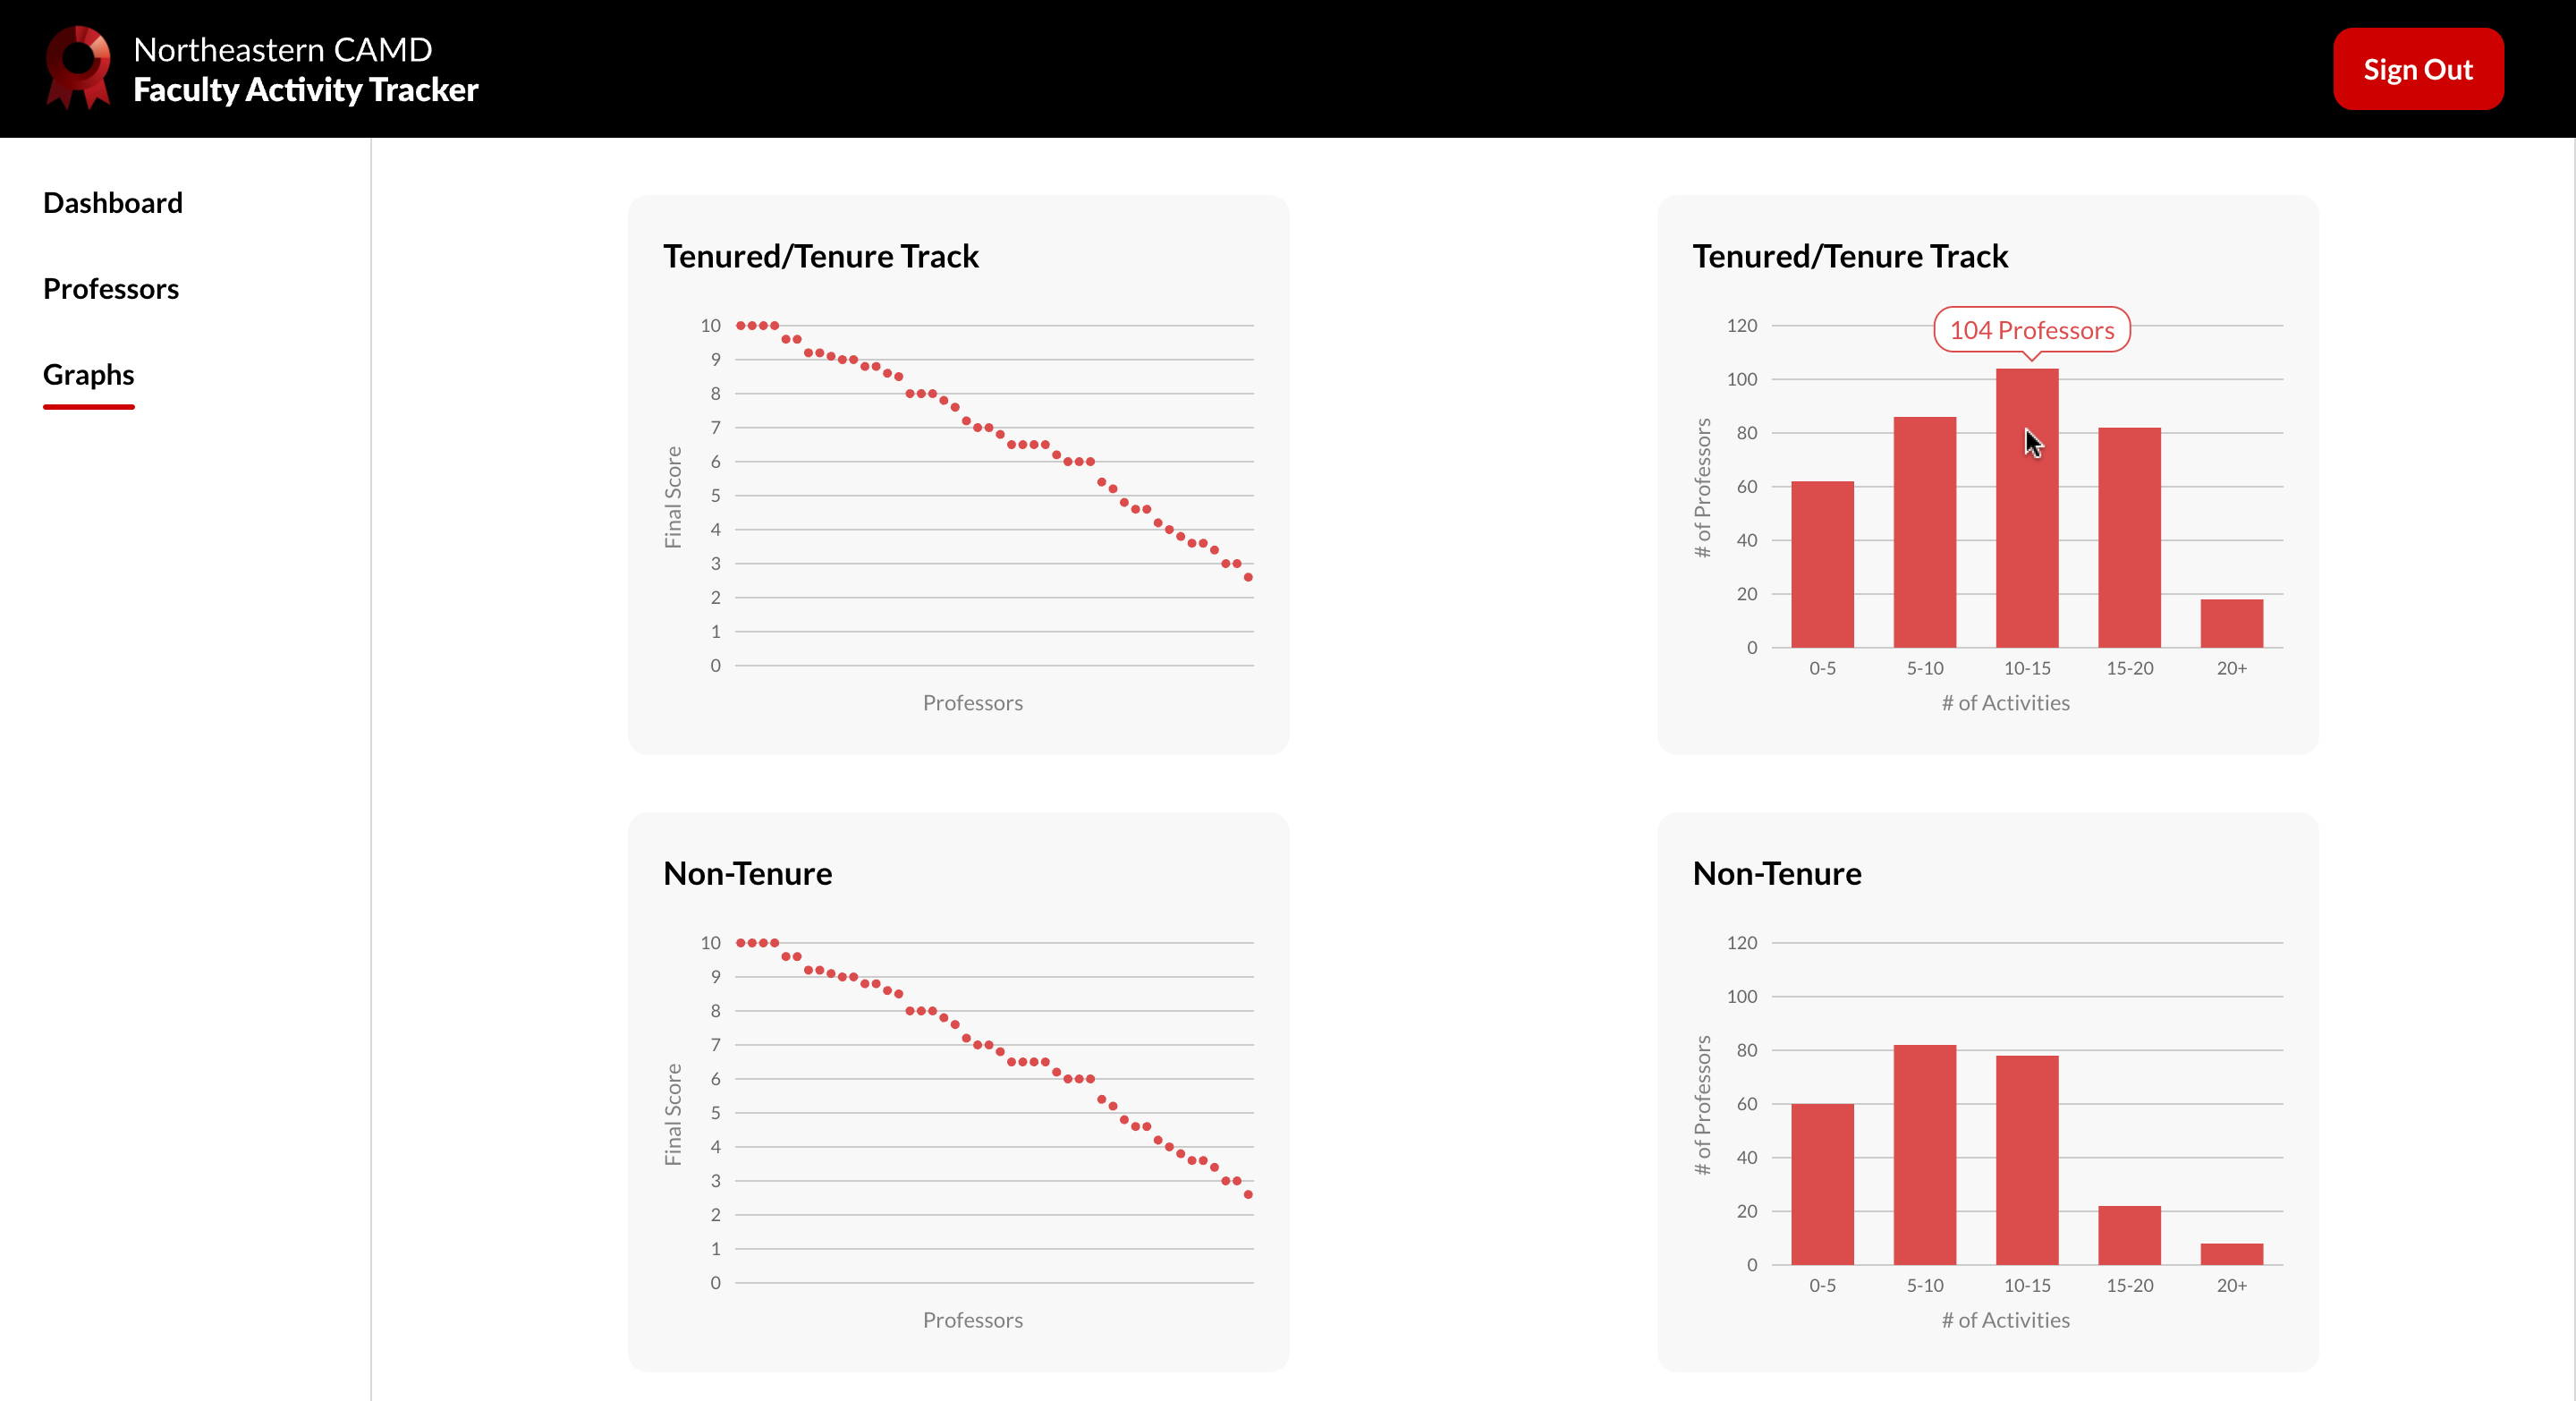 Northeastern CAMD
Faculty Activity Tracker
Sign Out
Dashboard
Professors
Graphs
Tenured/Tenure Track
10
9
8
7
6
5
4
3
2
1
0
Final Score
Professors
Tenured/Tenure Track
104 Professors
120
100
80
60
40
20
0
# of Professors
0-5 5-10 10-15 15-20 20+
# of Activities
Non-Tenure
10
9
8
7
6
5
4
3
2
1
0
Final Score
Professors
Non-Tenure
120
100
80
60
40
20
0
# of Professors
0-5 5-10 10-15 15-20 20+
# of Activities